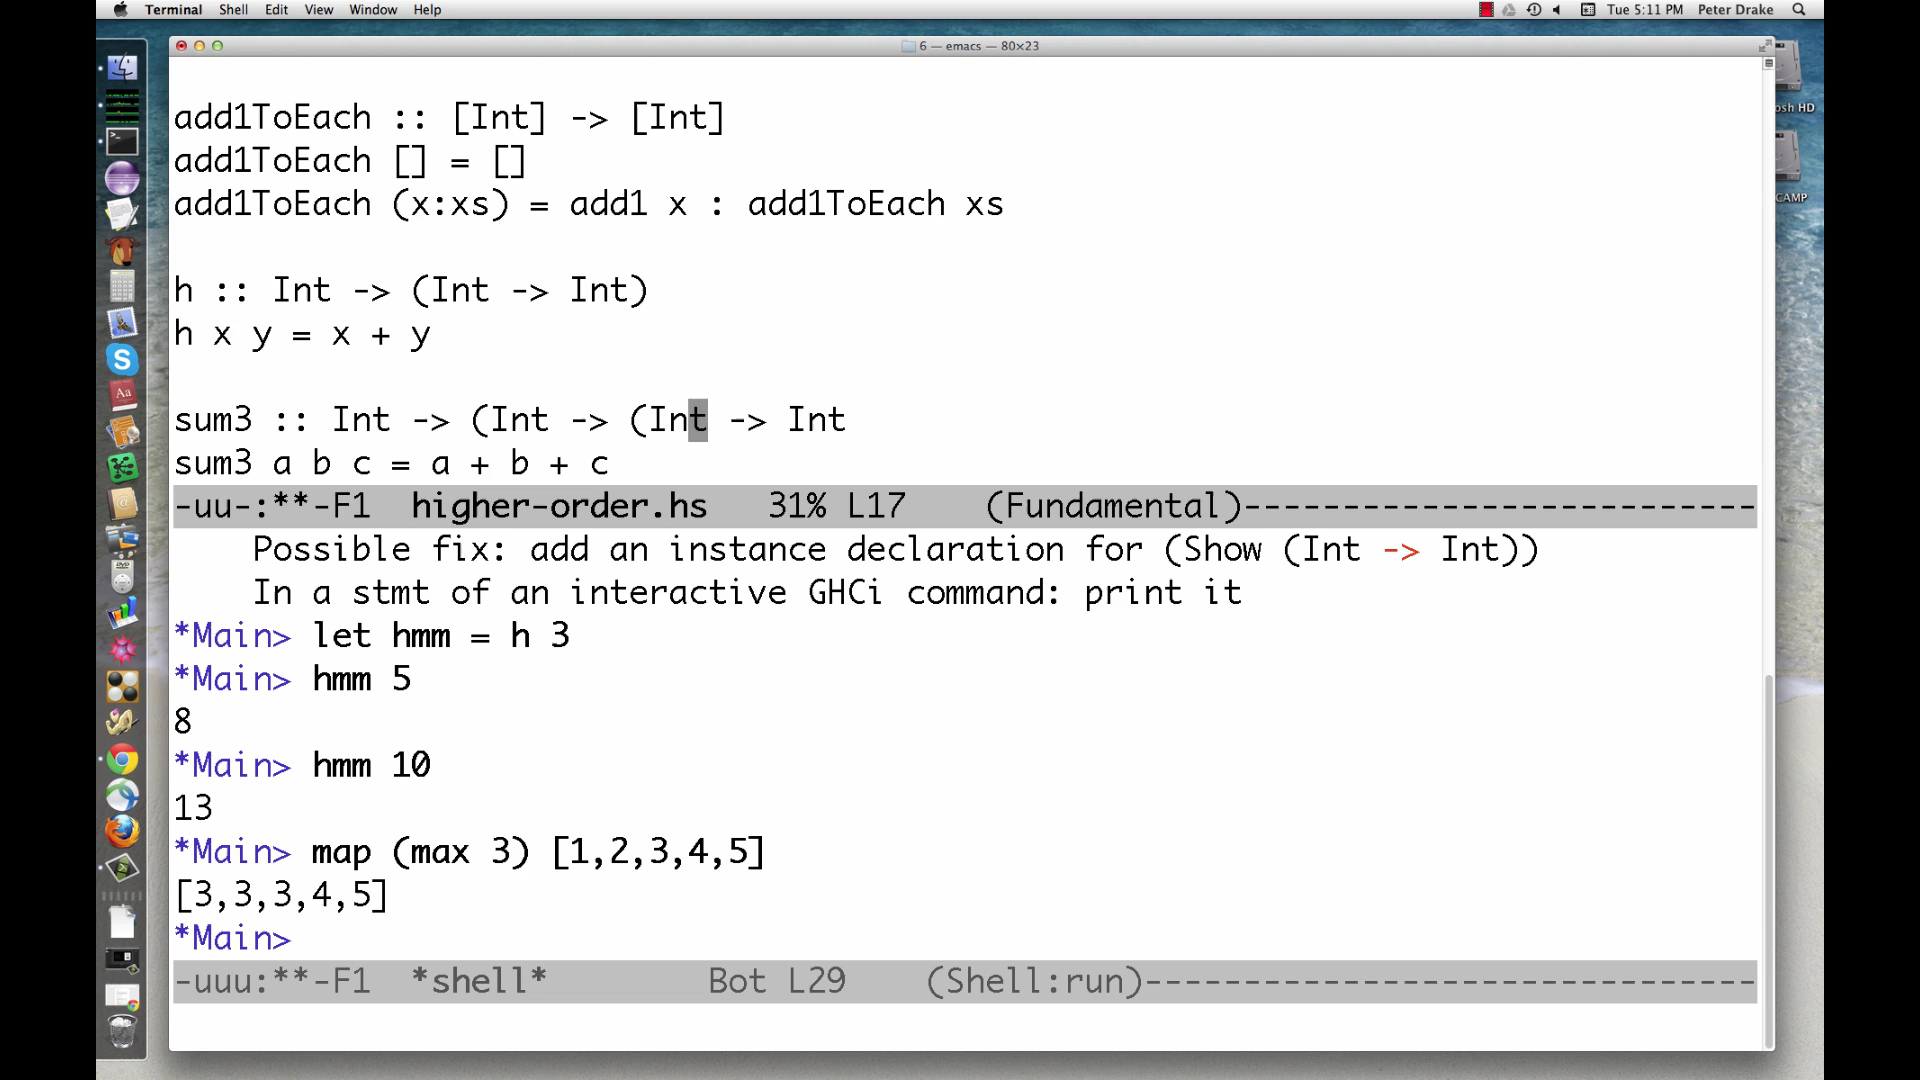 Terminal Shell Edit View Window Help Tue 5:11 PM Peter Drake
6 — emacs — 80×23
add1ToEach :: [Int] -> [Int]
add1ToEach [] = []
add1ToEach (x:xs) = add1 x : add1ToEach xs
h :: Int -> (Int -> Int)
h x y = x + y
sum3 :: Int -> (Int -> (Int -> Int
sum3 a b c = a + b + c
-uu-:**-F1 higher-order.hs 31% L17 (Fundamental)--------------------------
Possible fix: add an instance declaration for (Show (Int -> Int))
In a stmt of an interactive GHCi command: print it
*Main> let hmm = h 3
*Main> hmm 5
8
*Main> hmm 10
13
*Main> map (max 3) [1,2,3,4,5]
[3,3,3,4,5]
*Main>
-uuu:**-F1 *shell* Bot L29 (Shell:run)-------------------------------
osh HD
CAMP
Aa
S